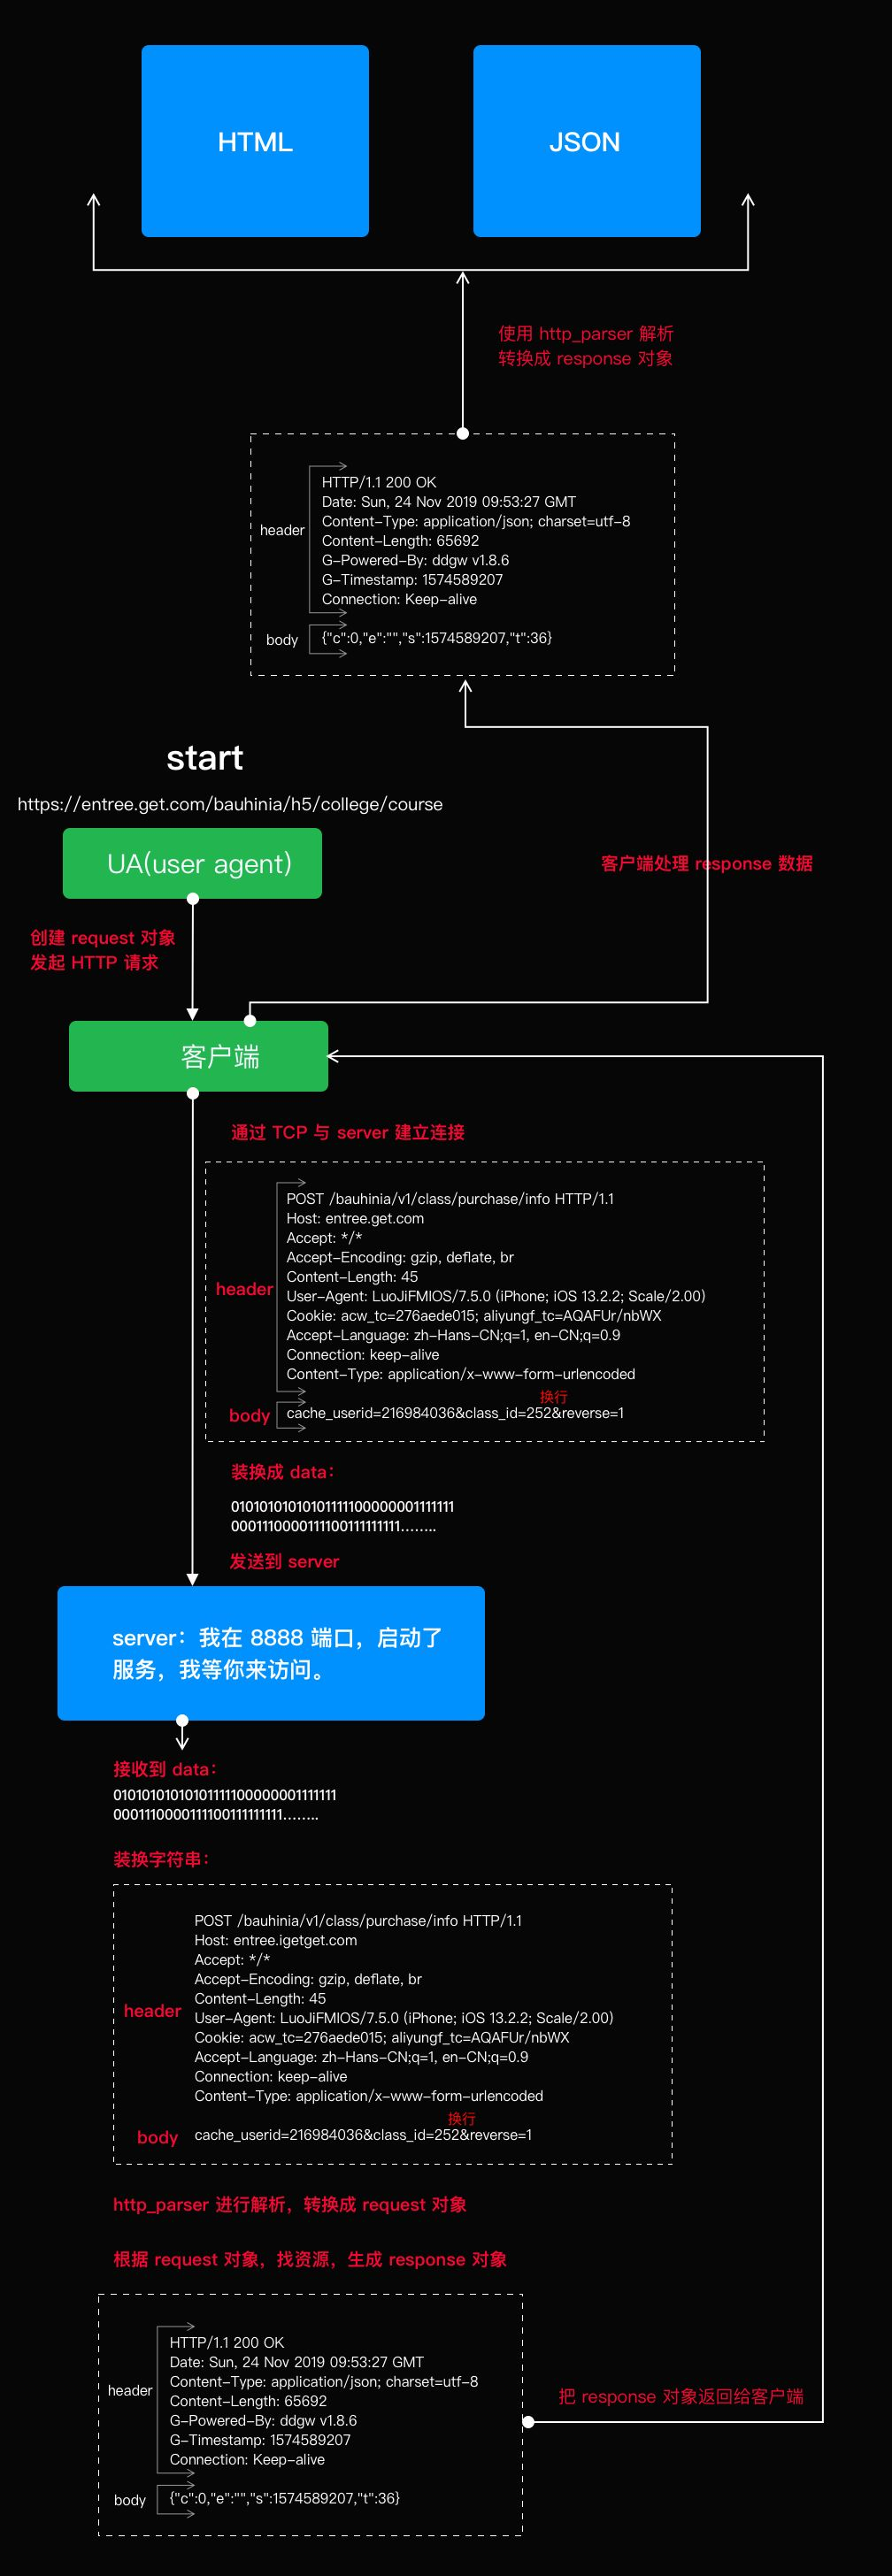 HTML
JSON
使用 http_parser 解析
转换成 response 对象
HTTP/1.1 200 OK
Date: Sun, 24 Nov 2019 09:53:27 GMT
Content-Type: application/json; charset=utf-8
header
Content-Length: 65692
G-Powered-By: ddgw v1.8.6
G-Timestamp: 1574589207
Connection: Keep-alive
body
{"c":0,"e":"","s":1574589207,"t":36}
start
https://entree.get.com/bauhinia/h5/college/course
UA(user agent)
客户端处理 response 数据
创建 request 对象
发起 HTTP 请求
客户端
通过 TCP 与 server 建立连接
POST /bauhinia/v1/class/purchase/info HTTP/1.1
Host: entree.get.com
Accept: */*
Accept-Encoding: gzip, deflate, br
Content-Length: 45
header
User-Agent: LuoJiFMIOS/7.5.0 (iPhone; iOS 13.2.2; Scale/2.00)
Cookie: acw_tc=276aede015; aliyungf_tc=AQAFUr/nbWX
Accept-Language: zh-Hans-CN;q=1, en-CN;q=0.9
Connection: keep-alive
Content-Type: application/x-www-form-urlencoded
换行
body
cache_userid=216984036&class_id=252&reverse=1
装换成 data：
0101010101010111110000000​1111111
00011100001111001111​11111........
发送到 server
server：我在 8888 端口，启动了
服务，我等你来访问。
接收到 data：
0101010101010111110000000​1111111
00011100001111001111​11111........
装换字符串：
POST /bauhinia/v1/class/purchase/info HTTP/1.1
Host: entree.igetget.com
Accept: */*
Accept-Encoding: gzip, deflate, br
Content-Length: 45
header
User-Agent: LuoJiFMIOS/7.5.0 (iPhone; iOS 13.2.2; Scale/2.00)
Cookie: acw_tc=276aede015; aliyungf_tc=AQAFUr/nbWX
Accept-Language: zh-Hans-CN;q=1, en-CN;q=0.9
Connection: keep-alive
Content-Type: application/x-www-form-urlencoded
换行
body
cache_userid=216984036&class_id=252&reverse=1
http_parser 进行解析，转换成 request 对象
根据 request 对象，找资源，生成 response 对象
HTTP/1.1 200 OK
Date: Sun, 24 Nov 2019 09:53:27 GMT
Content-Type: application/json; charset=utf-8
header
Content-Length: 65692
G-Powered-By: ddgw v1.8.6
G-Timestamp: 1574589207
Connection: Keep-alive
把 response 对象返回给客户端
body
{"c":0,"e":"","s":1574589207,"t":36}